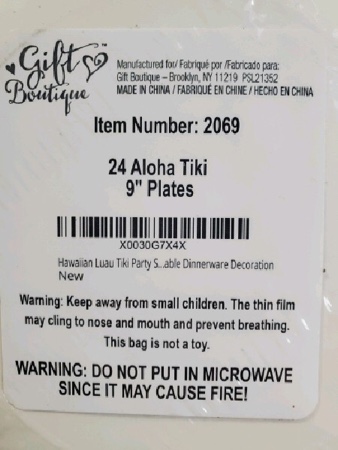 Gift
Boutique
Manufactured for/ Fabriqué por /Fabricado para:
Gift Boutique – Brooklyn, NY 11219 PSL21352
MADE IN CHINA / FABRIQUÉ EN CHINE / HECHO EN CHINA
Item Number: 2069
24 Aloha Tiki
9" Plates
X0030G7X4X
Hawaiian Luau Tiki Party S...able Dinnerware Decoration
New
Warning: Keep away from small children. The thin film
may cling to nose and mouth and prevent breathing.
This bag is not a toy.
WARNING: DO NOT PUT IN MICROWAVE
SINCE IT MAY CAUSE FIRE!